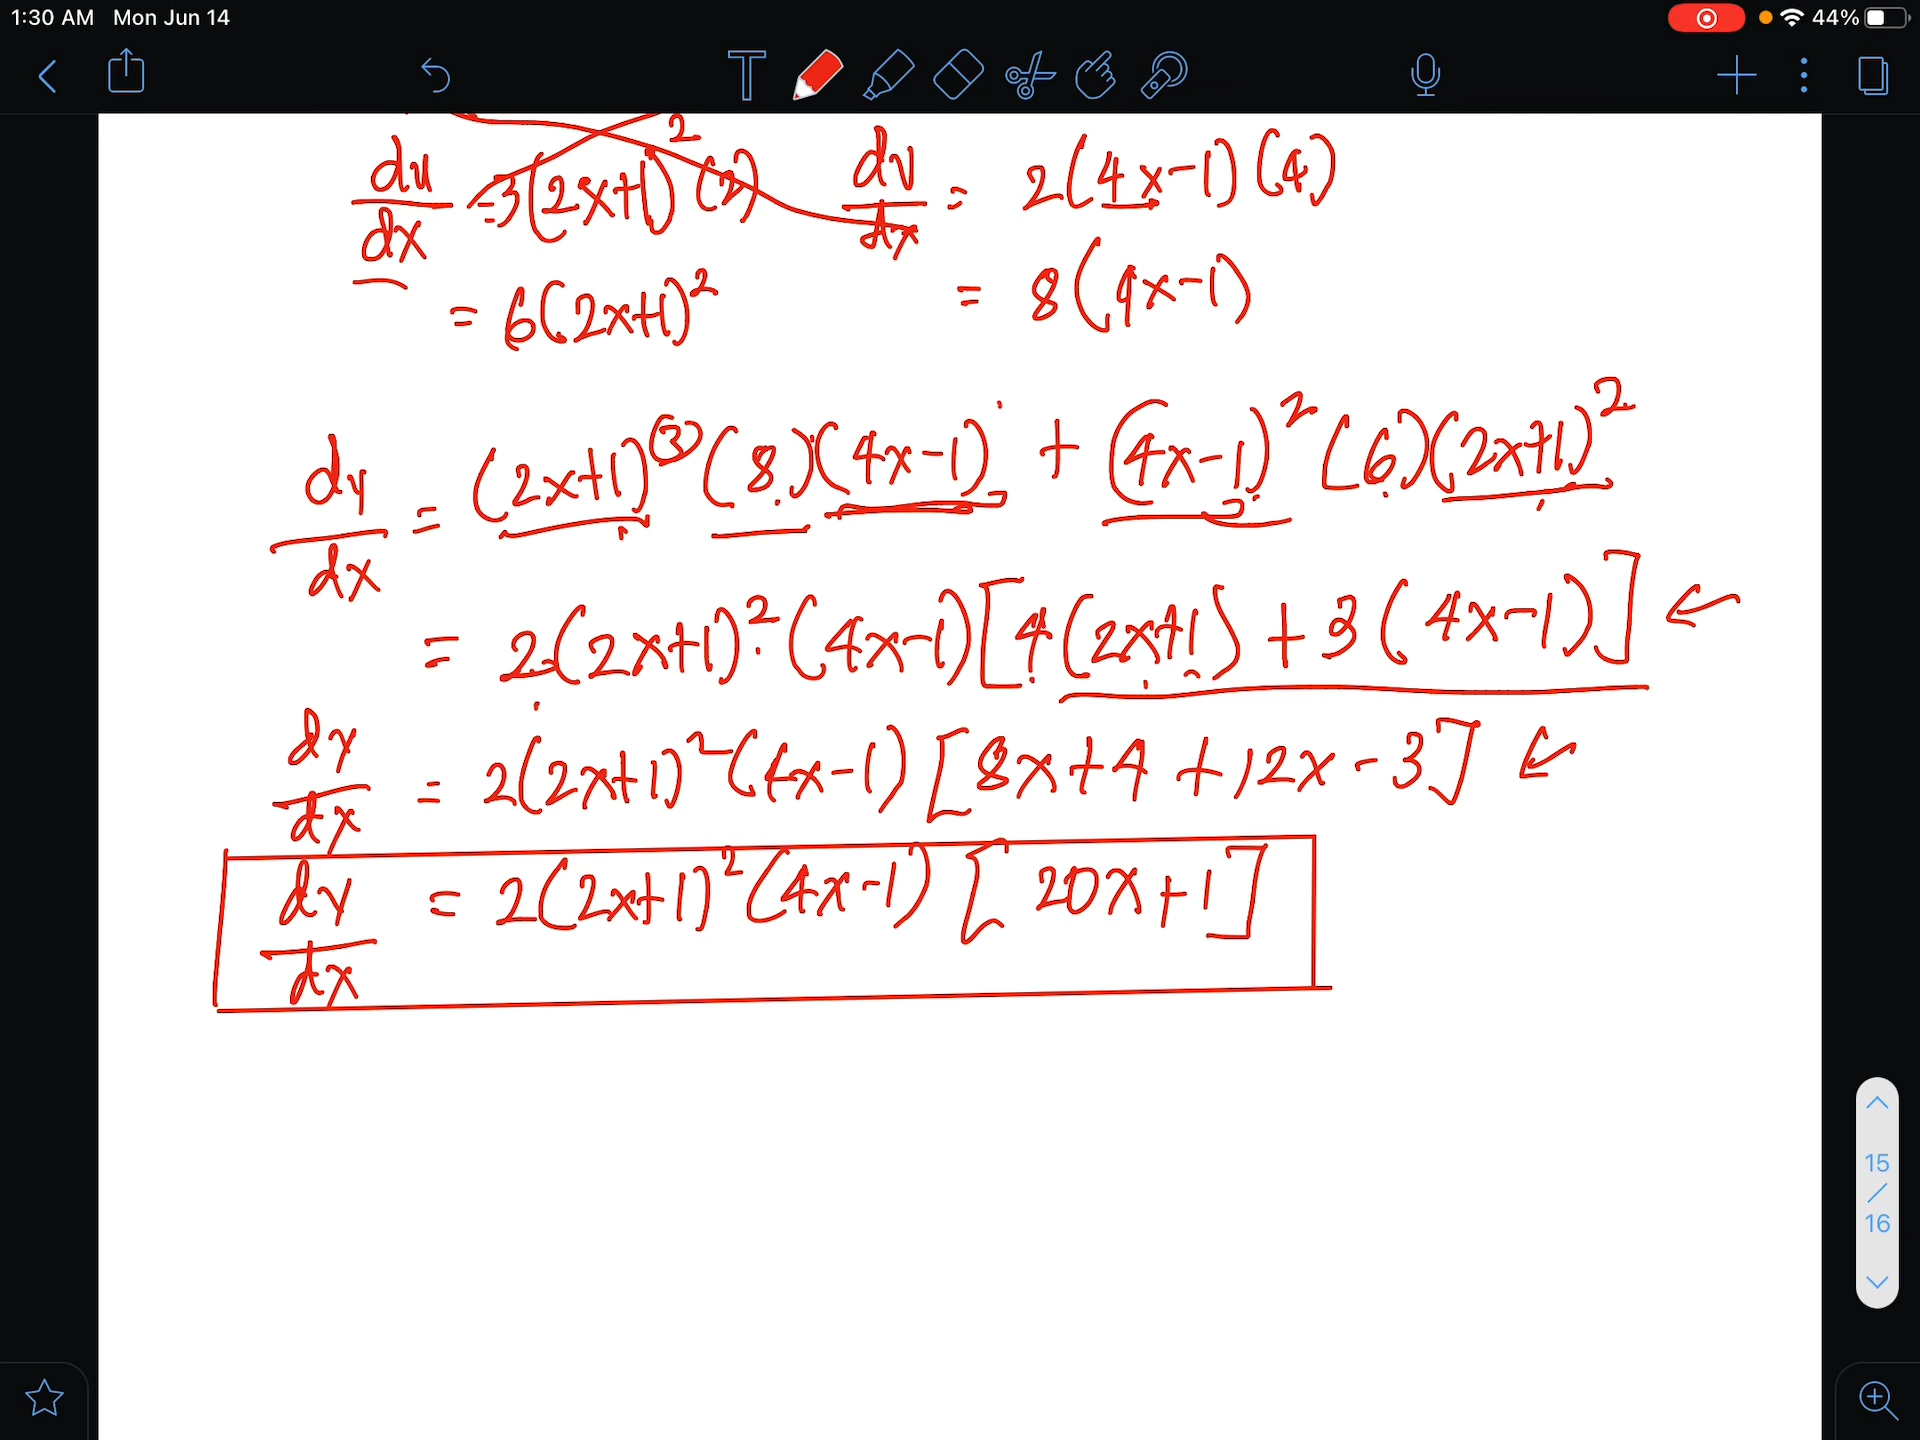 1:30 AM Mon Jun 14
44%
T
du/dx = 3(2x+1)^2 (2) dv/dx = 2(4x-1)(4)
= 6(2x+1)^2 = 8(4x-1)
dy/dx = (2x+1)^3 (8)(4x-1) + (4x-1)^2 (6)(2x+1)^2
= 2(2x+1)^2 (4x-1)[4(2x+1) + 3(4x-1)] ←
dy/dx = 2(2x+1)^2 (4x-1) [8x+4 +12x-3] ←
dy/dx = 2(2x+1)^2 (4x-1) [20x+1]
15
/
16